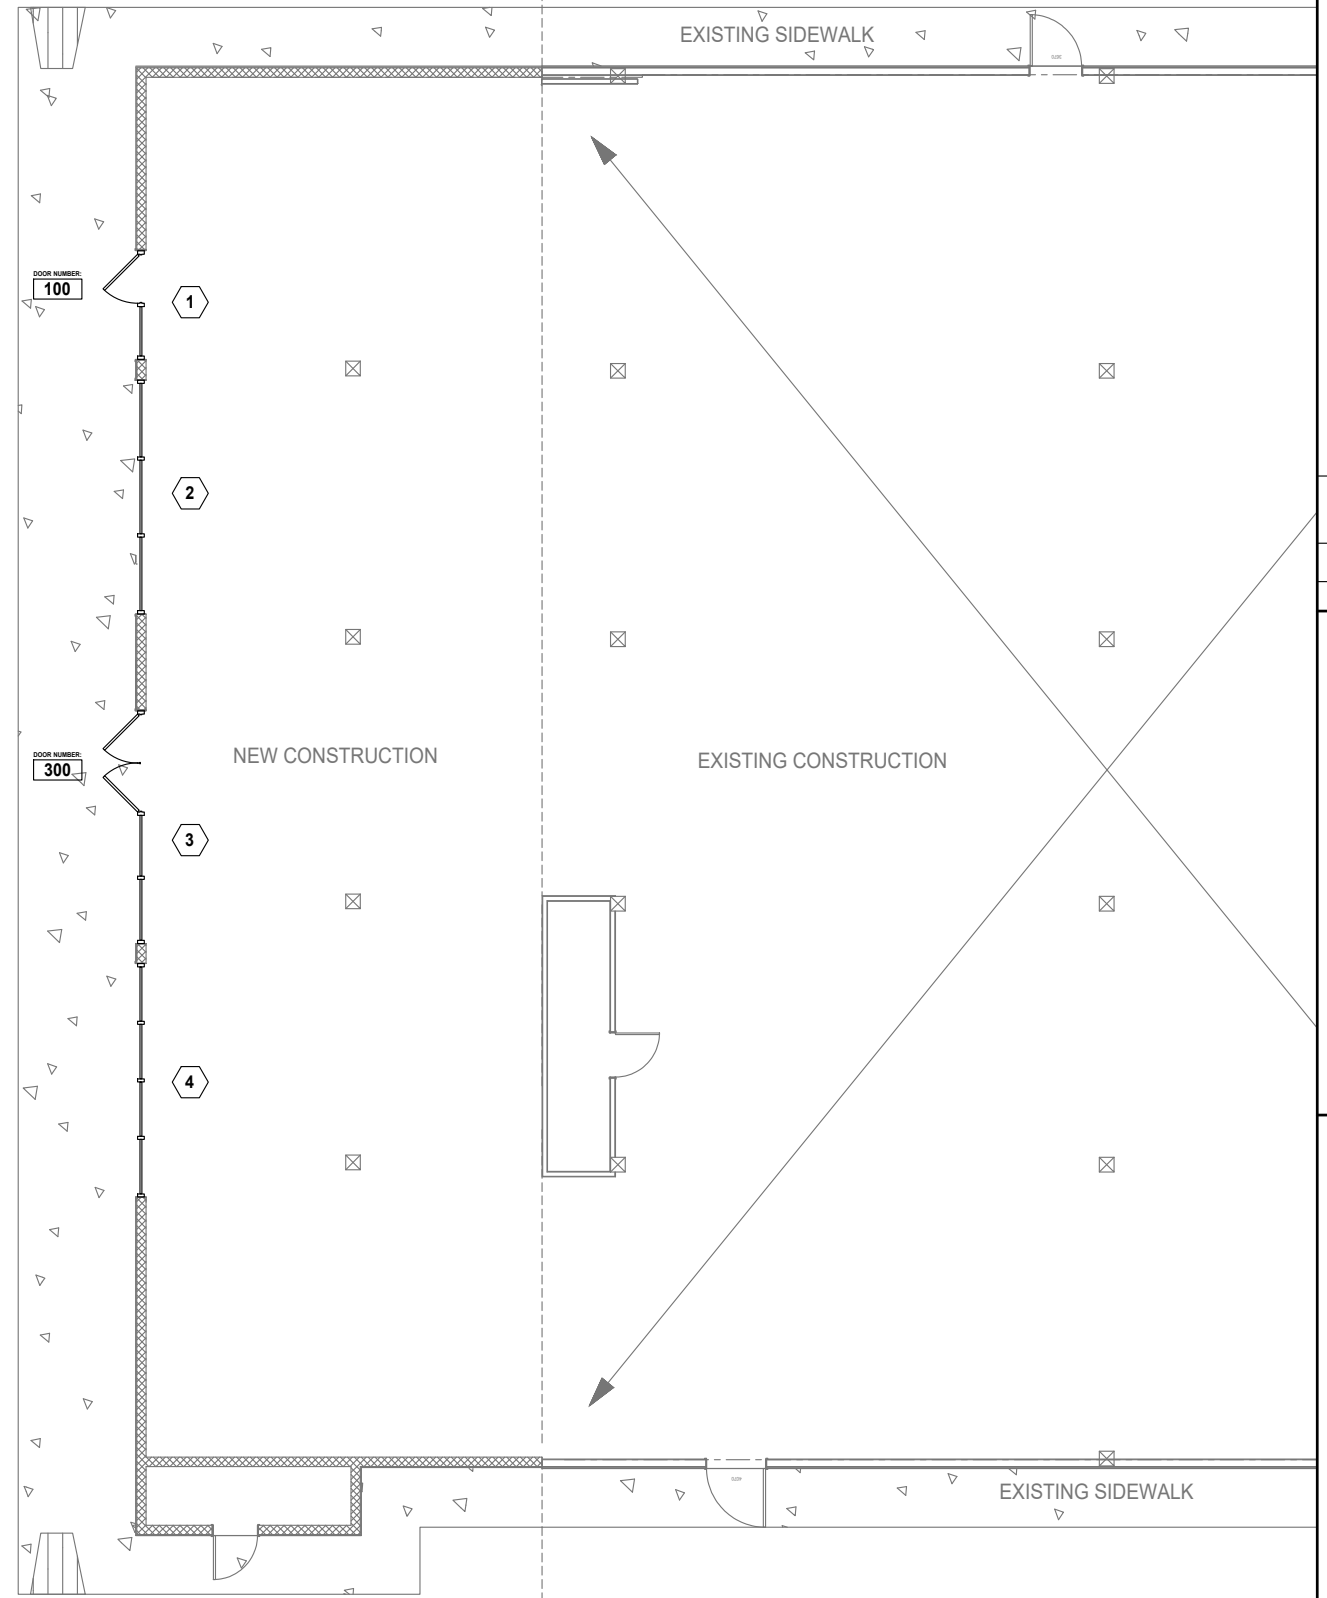 EXISTING SIDEWALK
DOOR NUMBER:
100
1
2
DOOR NUMBER:
300
NEW CONSTRUCTION
EXISTING CONSTRUCTION
3
4
EXISTING SIDEWALK